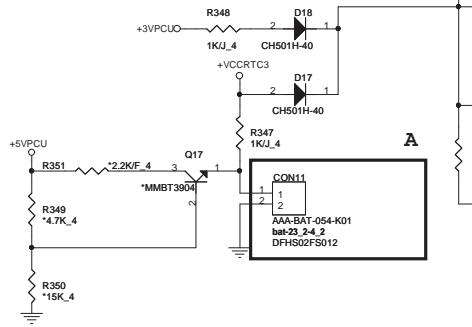 R348
D18
+3VPCU
2
1
1K/J_4
CH501H-40
+VCCRTC3
D17
2
1
CH501H-40
R347
1K/J_4
A
+5VPCU
Q17
R351
*2.2K/F_4
3
1
*MMBT3904
2
CON11
1
1
2
2
AAA-BAT-054-K01
bat-23_2-4_2
DFHS02FS012
R349
*4.7K_4
R350
*15K_4